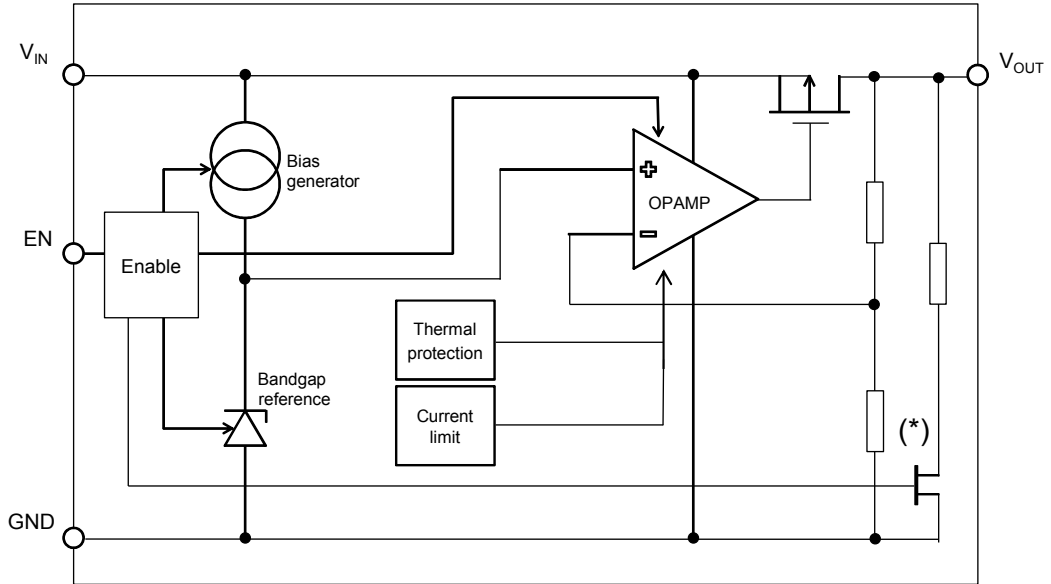 V_IN
V_OUT
Bias
generator
OPAMP
EN
Enable
Thermal
protection
Bandgap
reference
Current
limit
(*)
GND